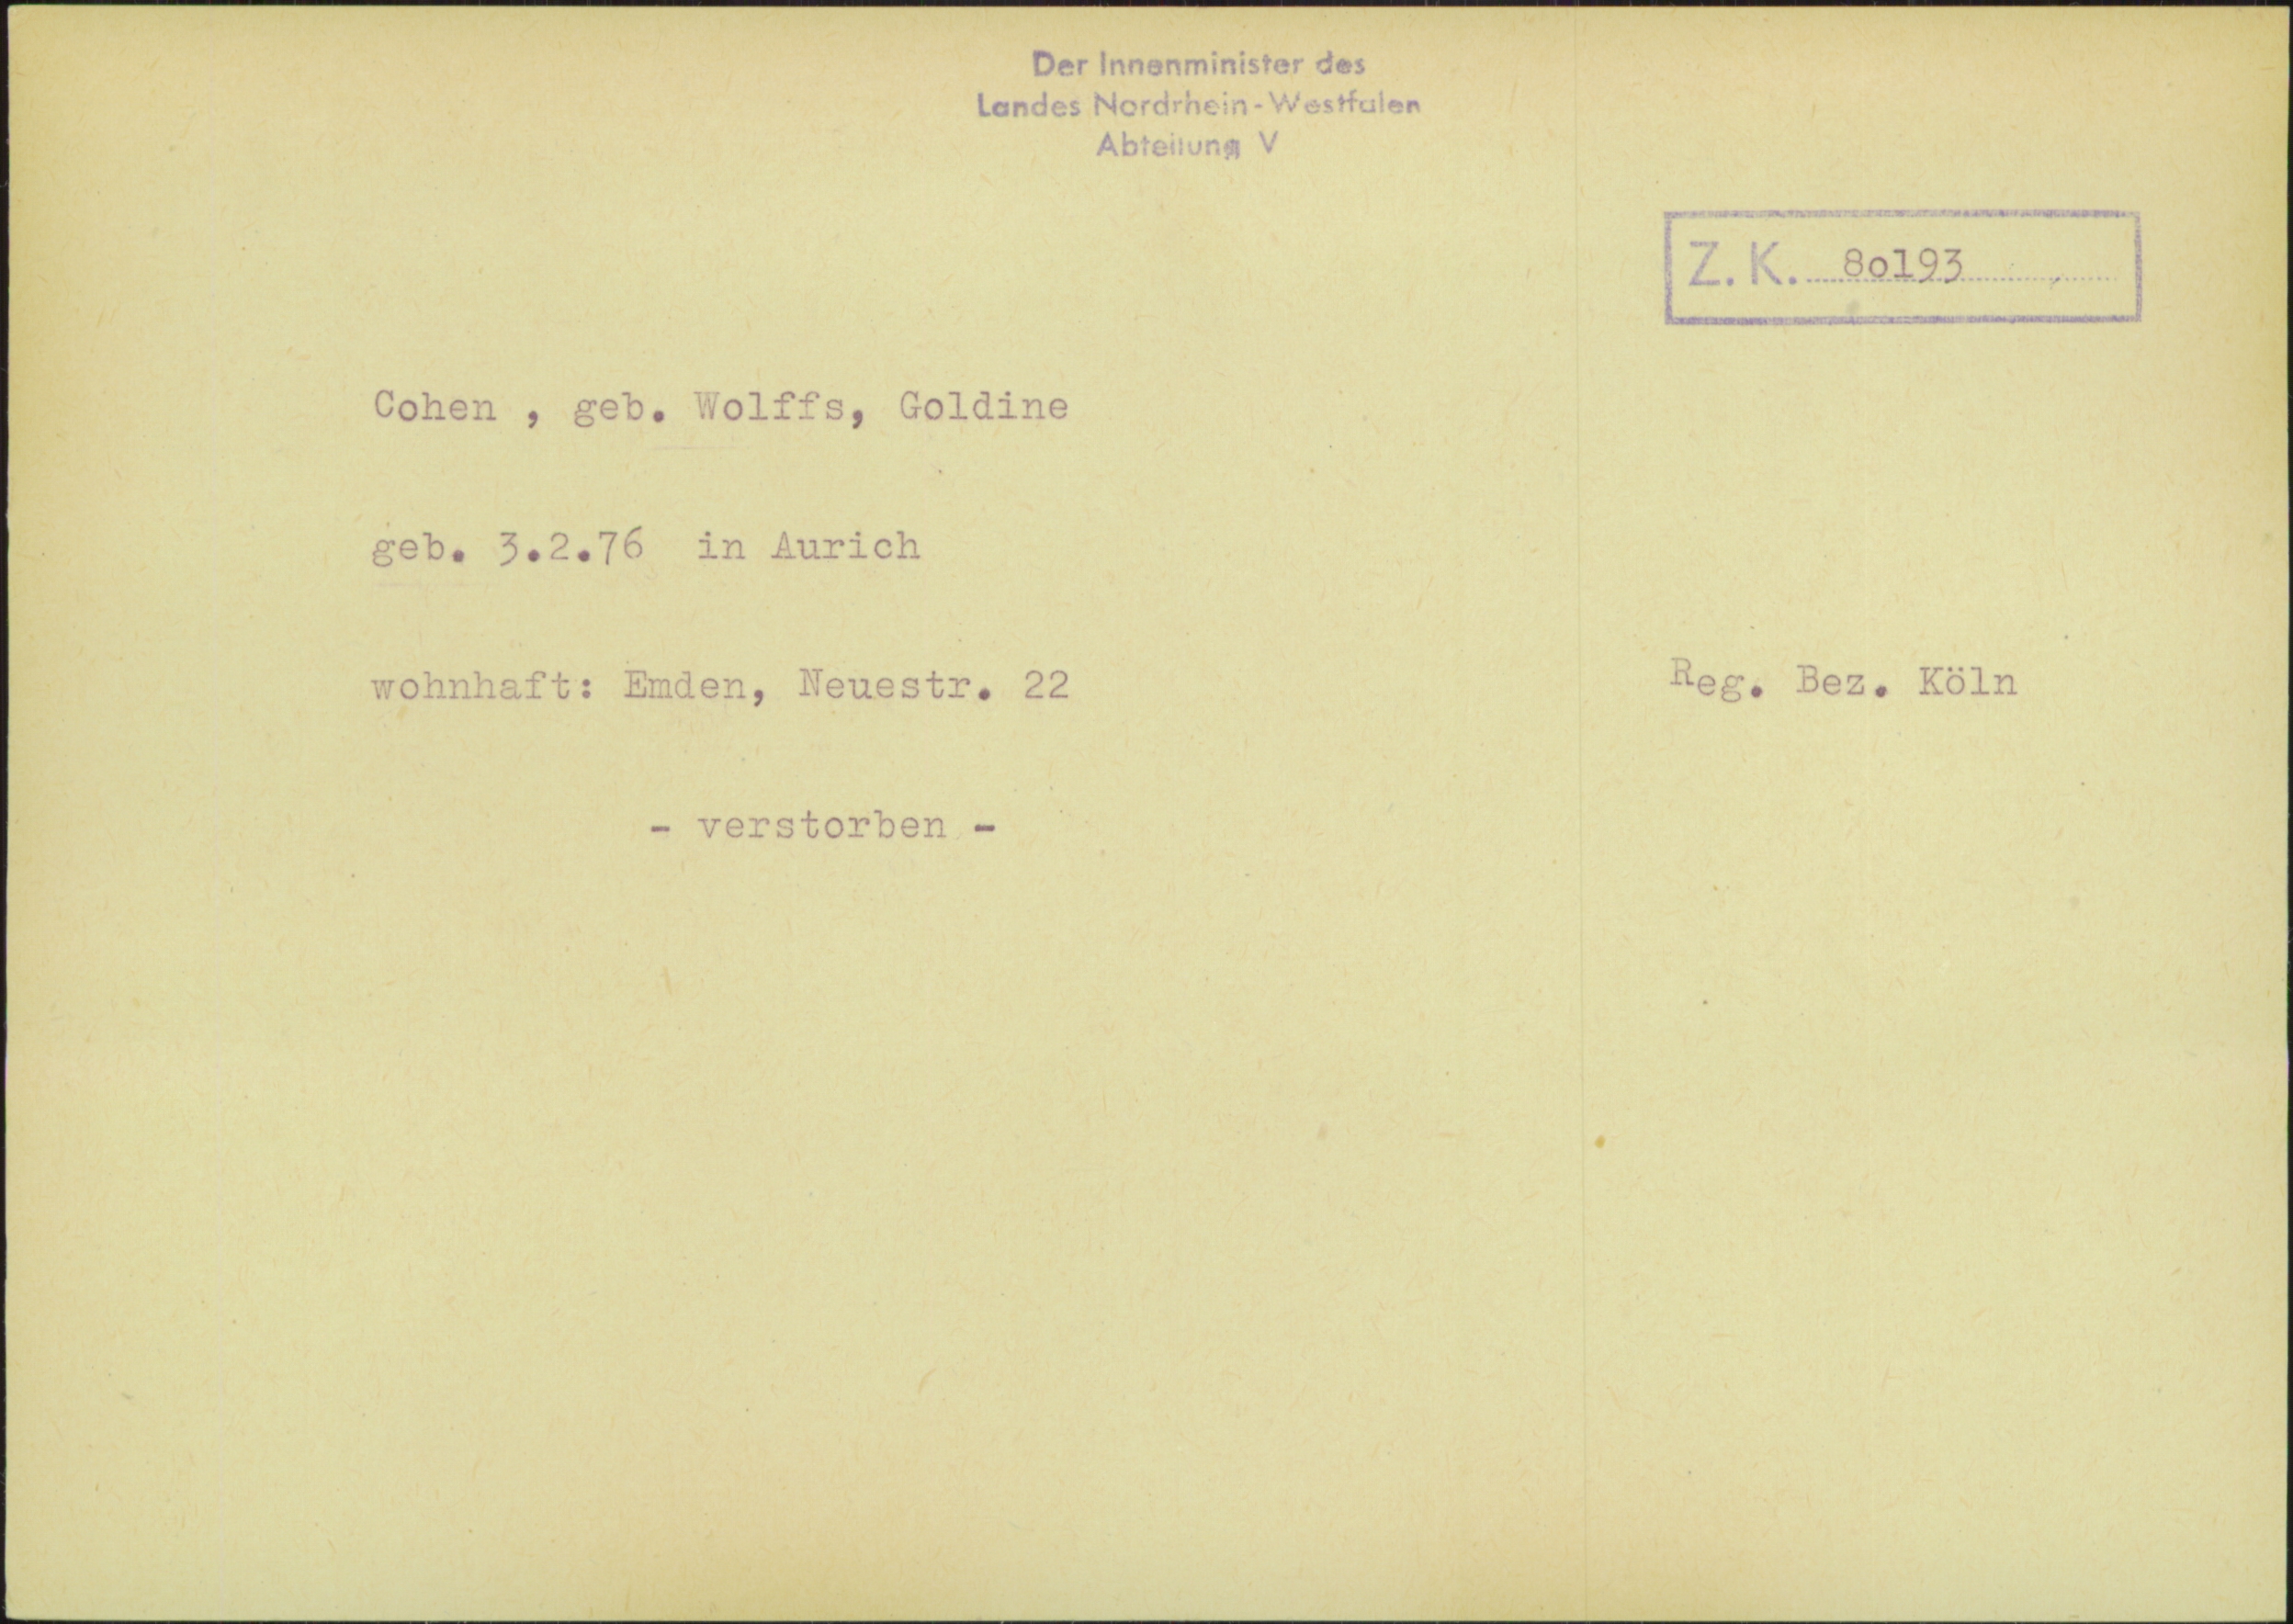 Der Innenminister des
Landes Nordrhein-Westfalen
Abteilung V
Z. K. 8o193
Cohen , geb. Wolffs, Goldine
geb. 3.2.76 in Aurich
wohnhaft: Emden, Neuestr. 22
Reg. Bez. Köln
- verstorben -